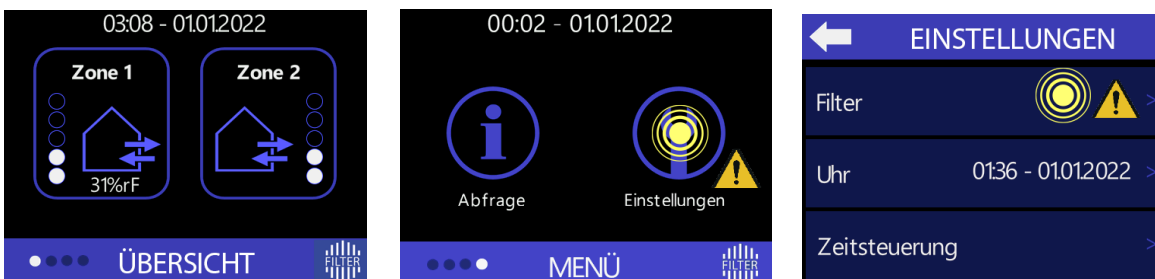 03:08 - 01.01.2022
Zone 1
Zone 2
31%rF
ÜBERSICHT
FILTER
00:02 - 01.01.2022
i
Abfrage
Einstellungen
MENÜ
FILTER
EINSTELLUNGEN
Filter
Uhr 01:36 - 01.01.2022 >
Zeitsteuerung >